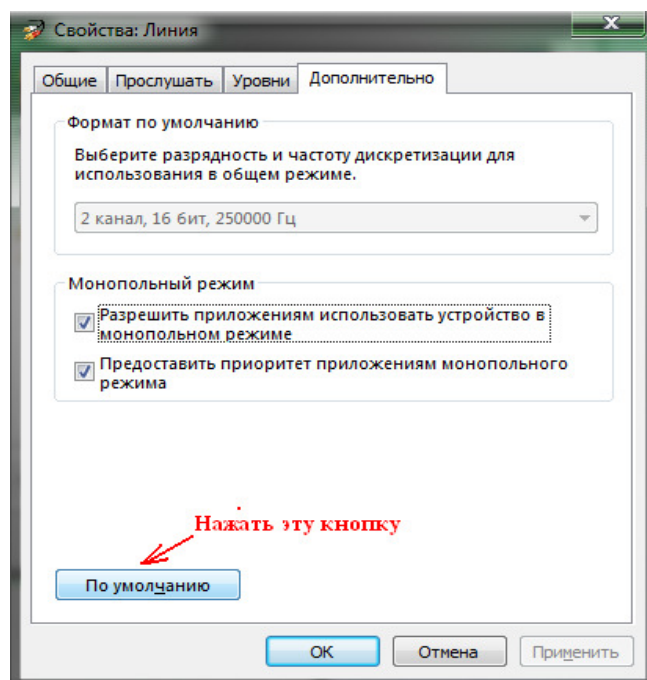 Свойства: Линия
Общие Прослушать Уровни Дополнительно
Формат по умолчанию
Выберите разрядность и частоту дискретизации для
использования в общем режиме.
2 канал, 16 бит, 250000 Гц
Монопольный режим
Разрешить приложениям использовать устройство в
монопольном режиме
Предоставить приоритет приложениям монопольного
режима
Нажать эту кнопку
По умолчанию
ОК Отмена Применить